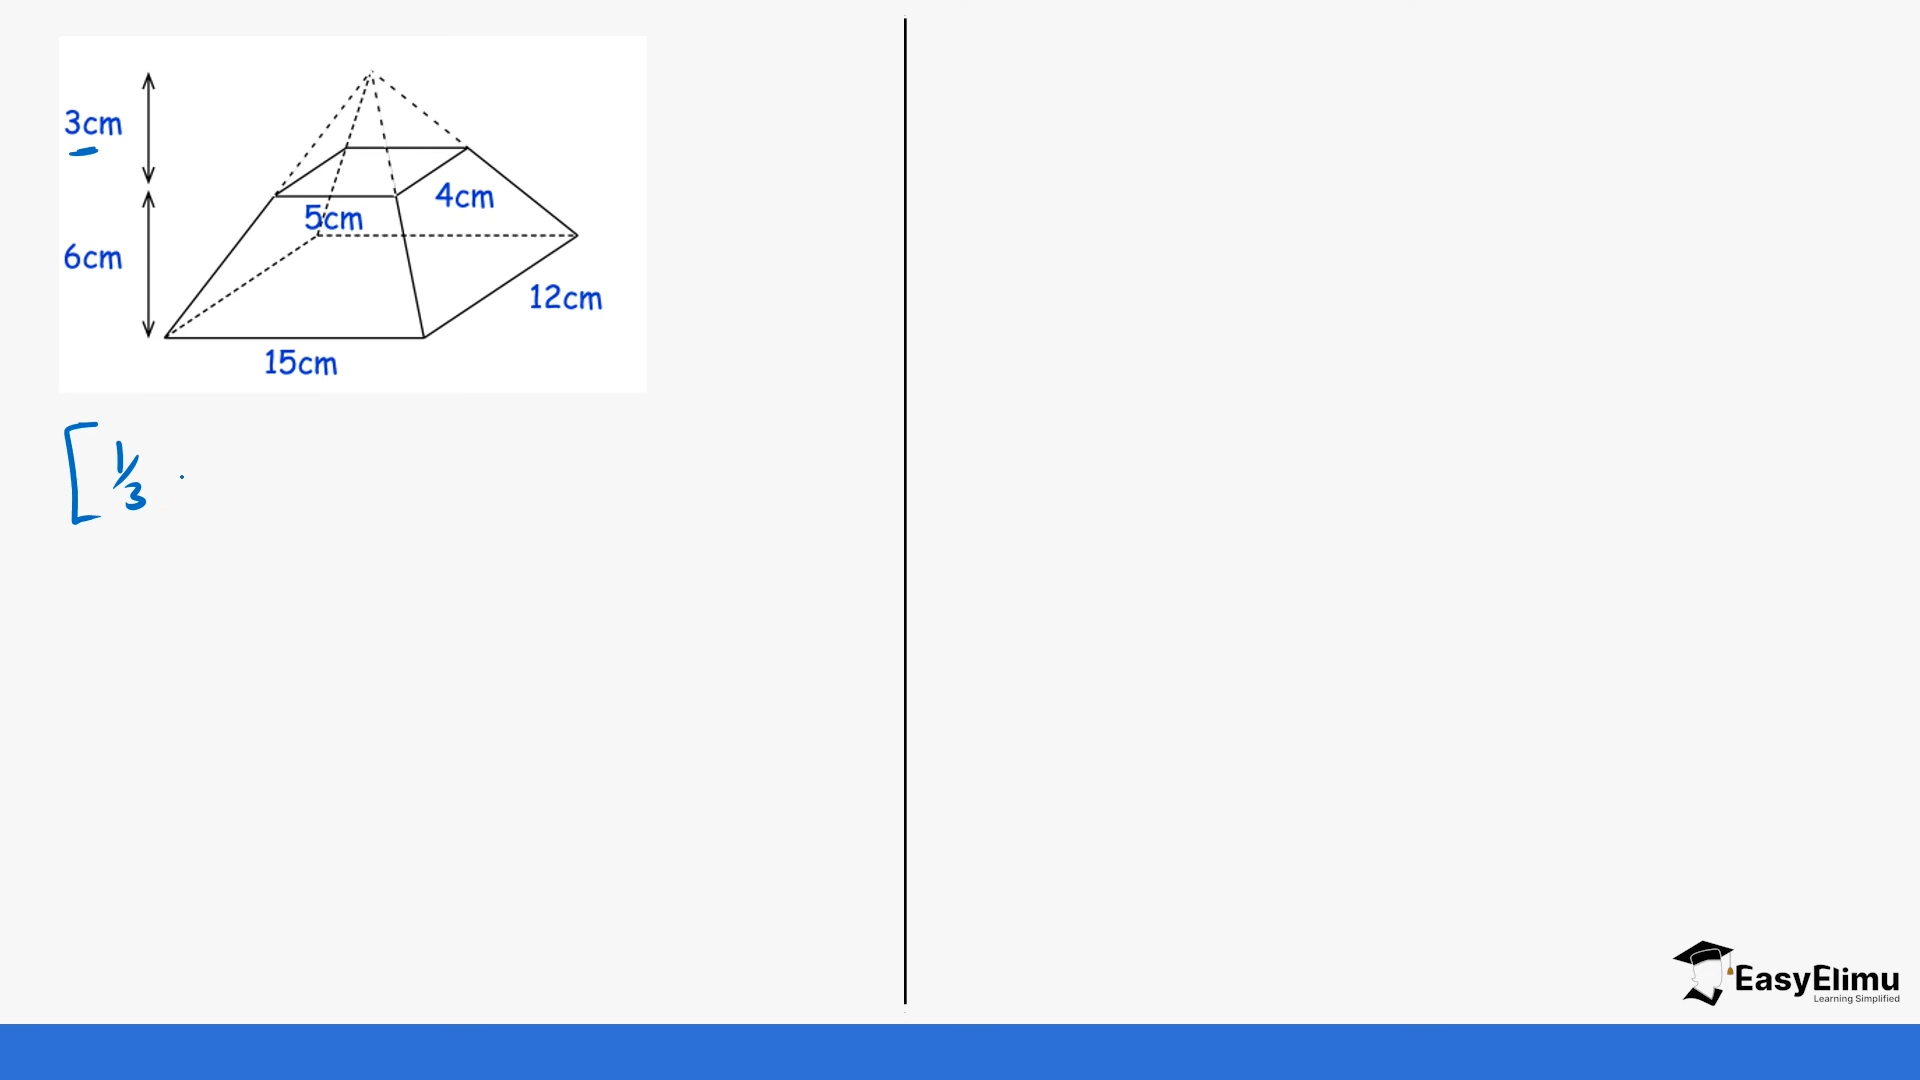 3cm
4cm
5cm
6cm
12cm
15cm
[ 1/3 .
EasyElimu
Learning Simplified